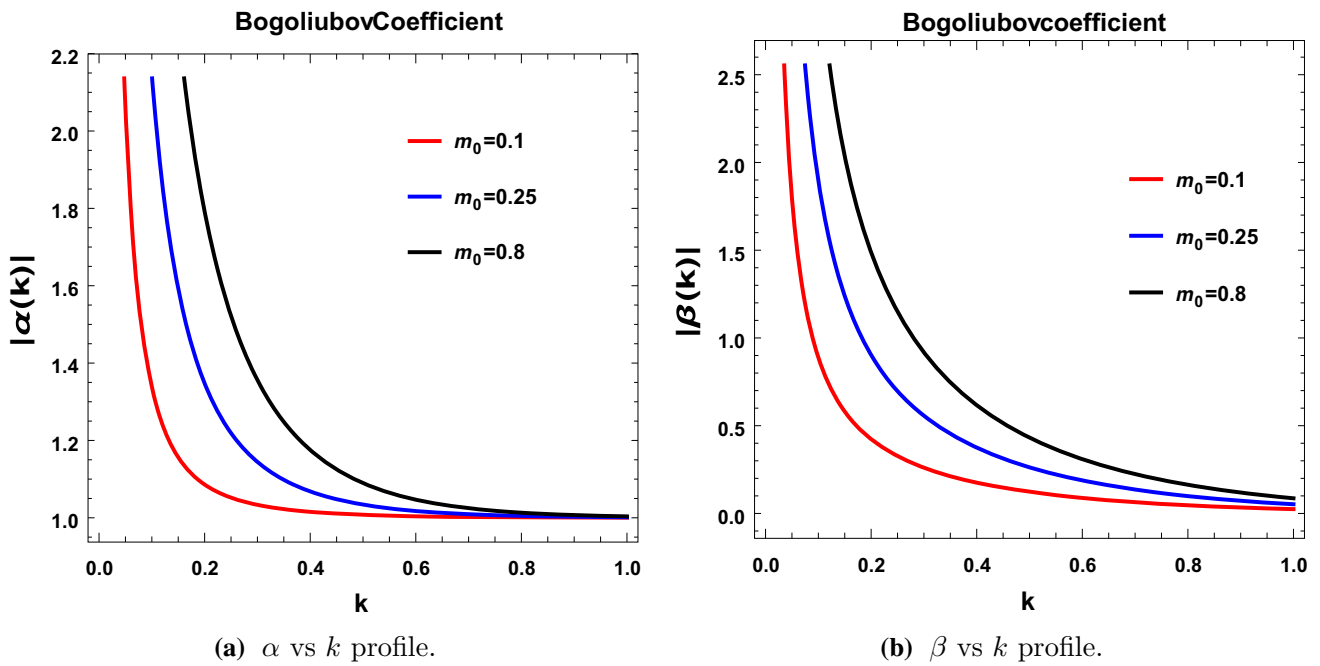 BogoliubovCoefficient
|α(k)|
2.2
2.0
1.8
1.6
1.4
1.2
1.0
m0=0.1
m0=0.25
m0=0.8
0.0 0.2 0.4 0.6 0.8 1.0
k
(a) α vs k profile.
Bogoliubovcoefficient
|β(k)|
2.5
2.0
1.5
1.0
0.5
0.0
m0=0.1
m0=0.25
m0=0.8
0.0 0.2 0.4 0.6 0.8 1.0
k
(b) β vs k profile.